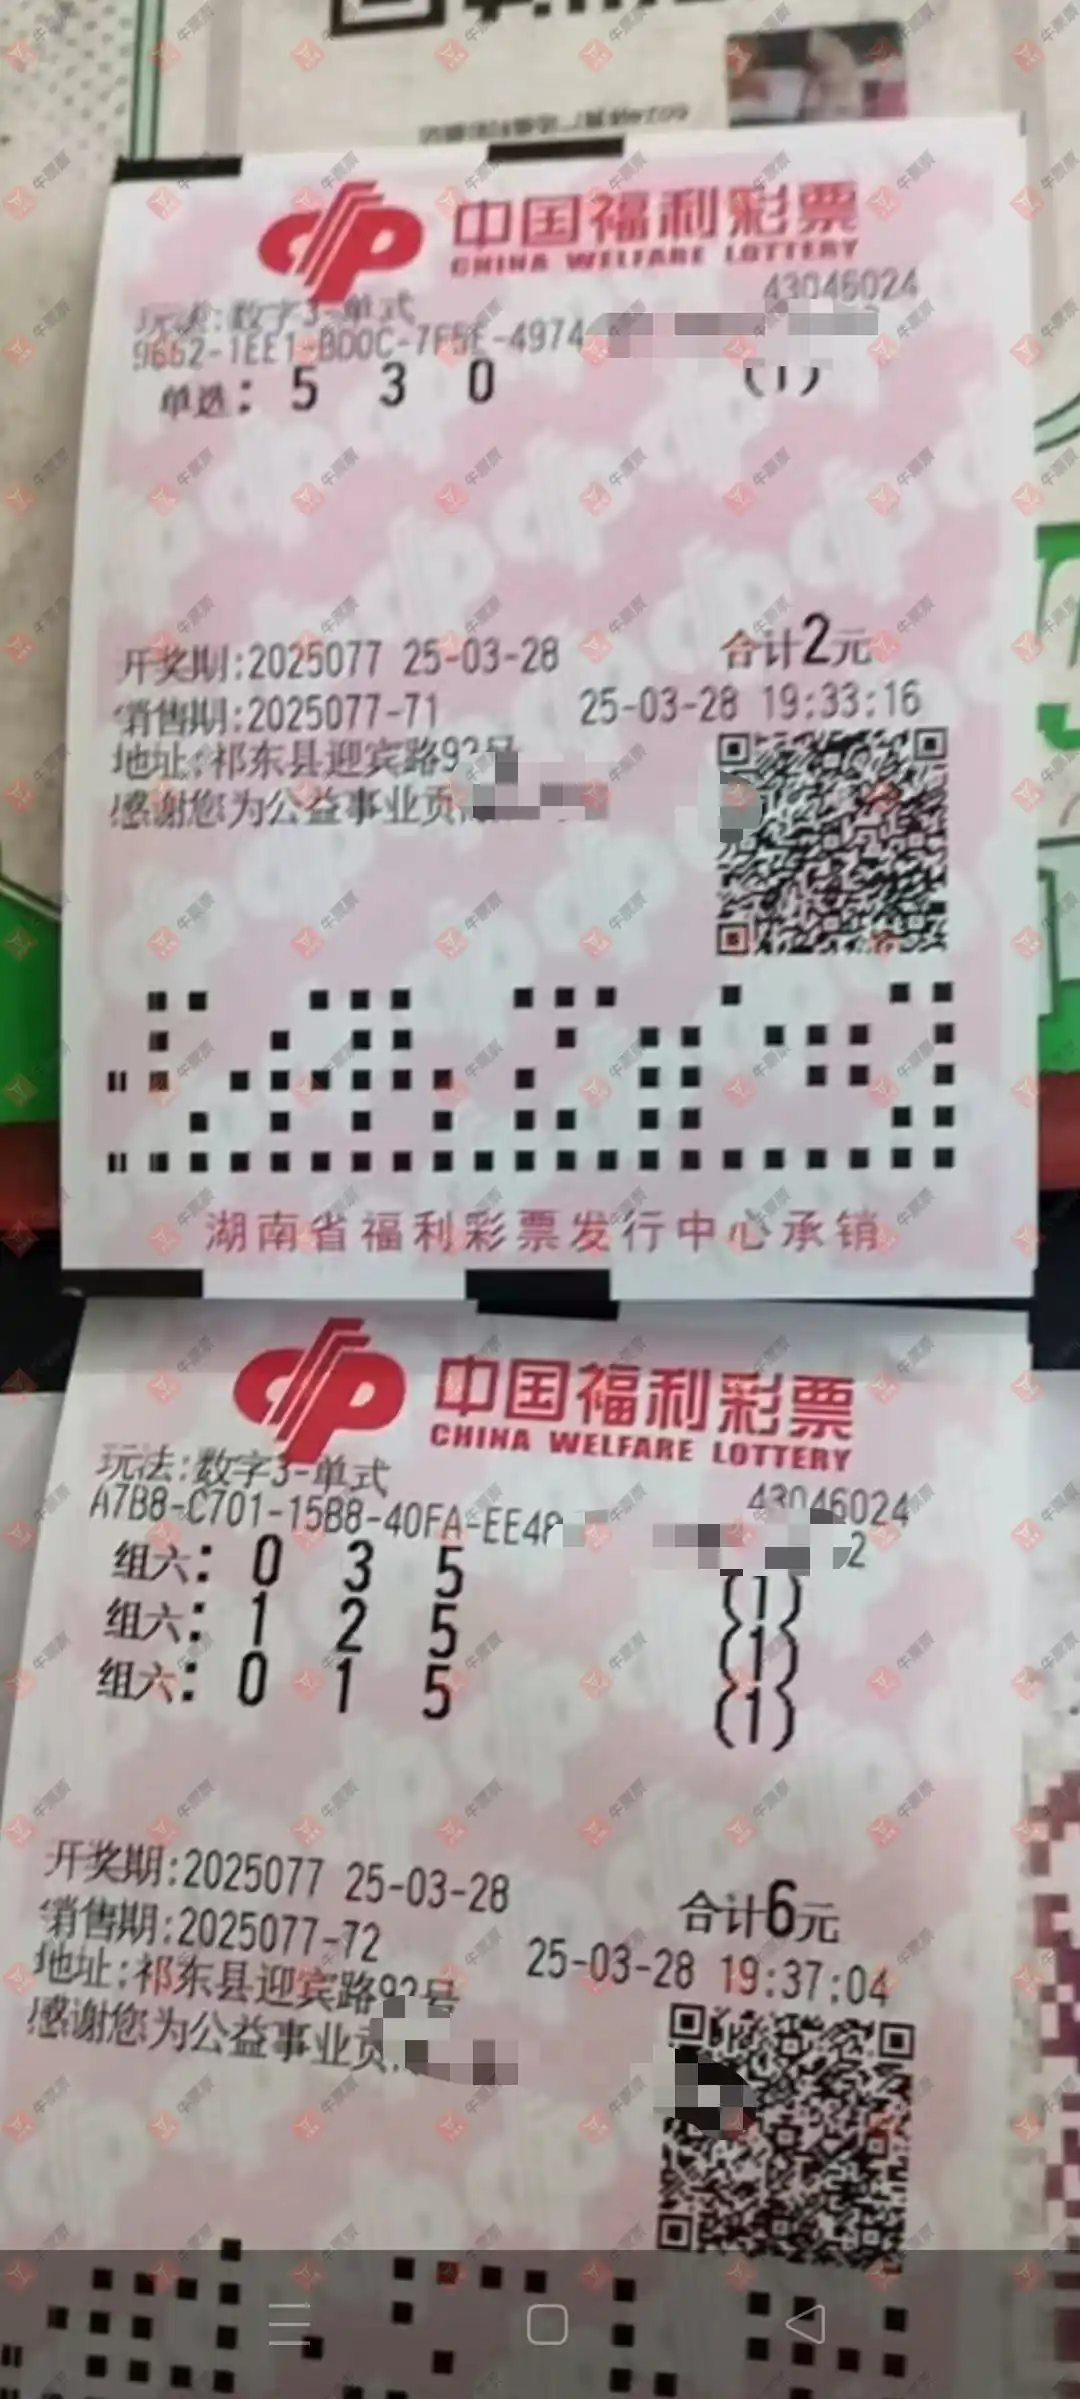 中国福利彩票
CHINA WELFARE LOTTERY
43046024
玩法:数字3-单式
9662-1EE1-BD0C-7F5E-4974
单选: 5 3 0 (1)
开奖期:2025077 25-03-28 合计2元
销售期:2025077-71 25-03-28 19:33:16
地址:祁东县迎宾路92号
感谢您为公益事业贡
湖南省福利彩票发行中心承销
中国福利彩票
CHINA WELFARE LOTTERY
玩法:数字3-单式
43046024
A7B8-C701-15B8-40FA-EE4
2
组六: 0 3 5 (1)
组六: 1 2 5 (1)
组六: 0 1 5 (1)
开奖期:2025077 25-03-28 合计6元
销售期:2025077-72 25-03-28 19:37:04
地址:祁东县迎宾路92号
感谢您为公益事业贡
牛票票